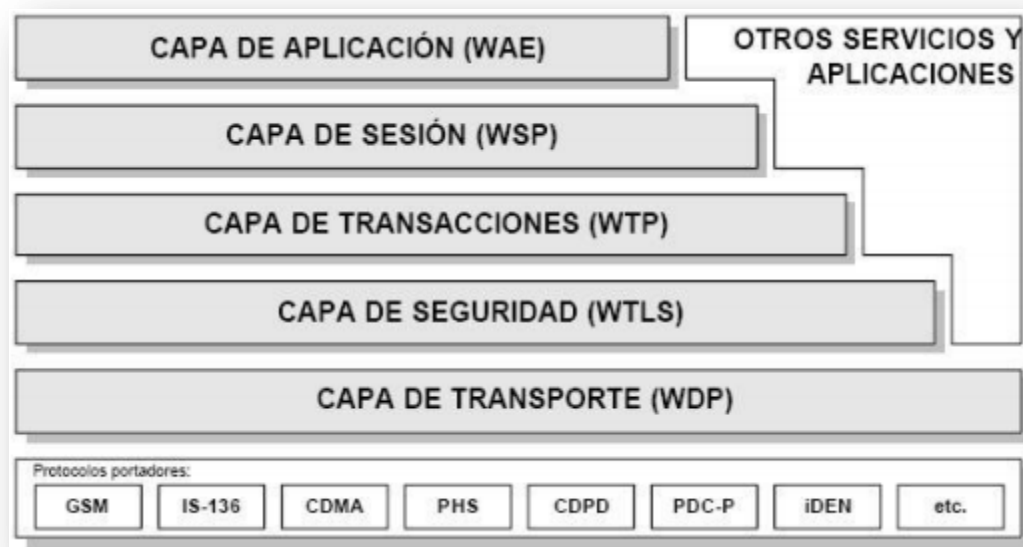 CAPA DE APLICACIÓN (WAE)
OTROS SERVICIOS Y
APLICACIONES
CAPA DE SESIÓN (WSP)
CAPA DE TRANSACCIONES (WTP)
CAPA DE SEGURIDAD (WTLS)
CAPA DE TRANSPORTE (WDP)
Protocolos portadores:
GSM IS-136 CDMA PHS CDPD PDC-P iDEN etc.